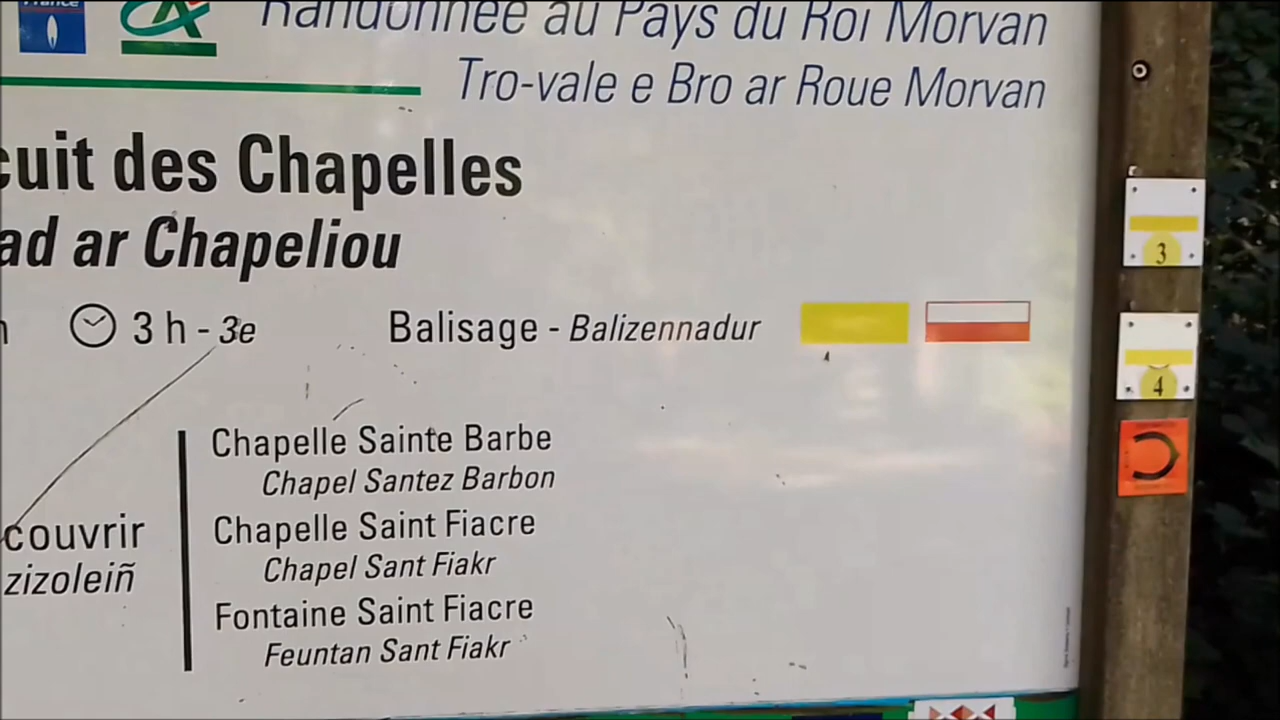 France
Randonnée au Pays du Roi Morvan
Tro-vale e Bro ar Roue Morvan
cuit des Chapelles
ad ar Chapeliou
3 h - 3e
Balisage - Balizennadur
3
4
couvrir
zizoleiñ
Chapelle Sainte Barbe
Chapel Santez Barbon
Chapelle Saint Fiacre
Chapel Sant Fiakr
Fontaine Saint Fiacre
Feuntan Sant Fiakr